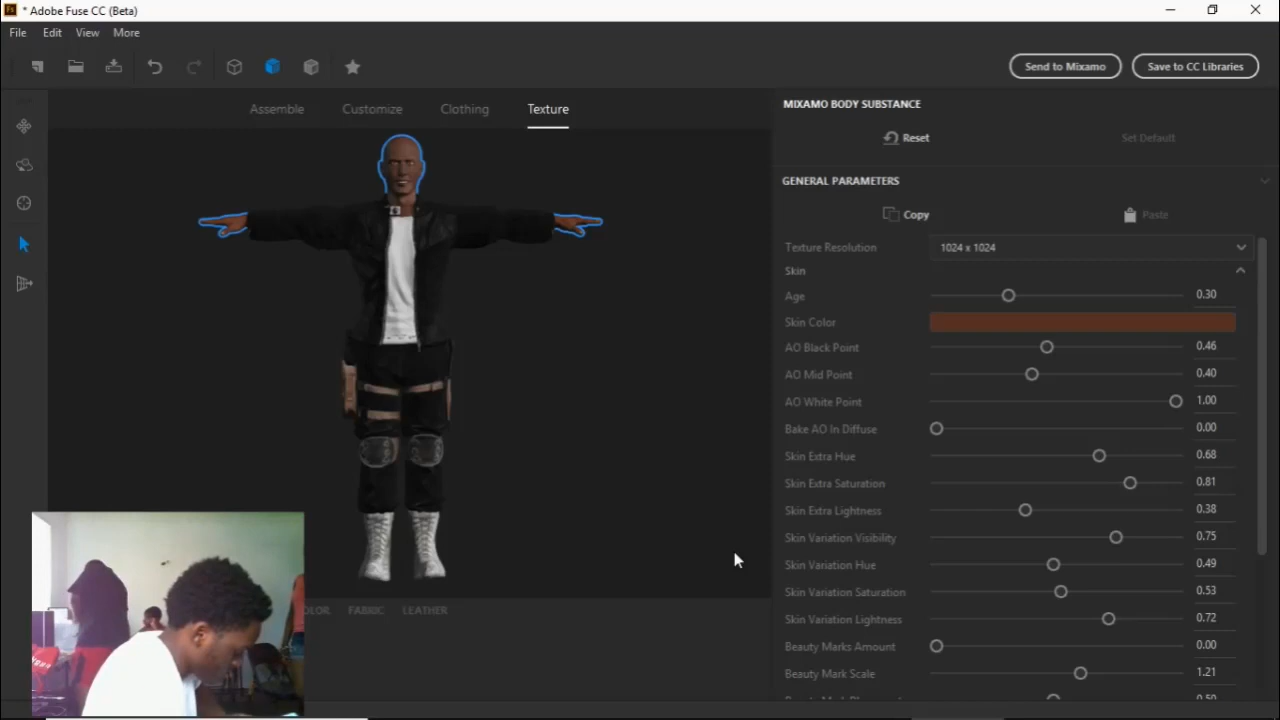 * Adobe Fuse CC (Beta)
File Edit View More
Send to Mixamo Save to CC Libraries
Assemble Customize Clothing Texture
MIXAMO BODY SUBSTANCE
Reset Set Default
GENERAL PARAMETERS
Copy Paste
Texture Resolution 1024 x 1024
Skin
Age 0.30
Skin Color
AO Black Point 0.46
AO Mid Point 0.40
AO White Point 1.00
Bake AO In Diffuse 0.00
Skin Extra Hue 0.68
Skin Extra Saturation 0.81
Skin Extra Lightness 0.38
Skin Variation Visibility 0.75
Skin Variation Hue 0.49
Skin Variation Saturation 0.53
Skin Variation Lightness 0.72
Beauty Marks Amount 0.00
Beauty Mark Scale 1.21
FABRIC LEATHER